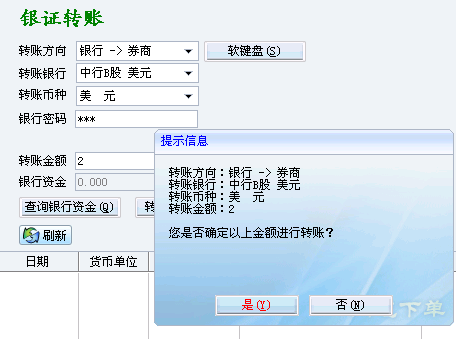 银证转账
转账方向 银行 -> 券商 软键盘(S)
转账银行 中行B股 美元
转账币种 美 元
银行密码 ***
提示信息
转账方向：银行 -> 券商
转账银行：中行B股 美元
转账币种：美 元
转账金额：2
您是否确定以上金额进行转账？
是(Y) 否(N)
下单
转账金额 2
银行资金 0.000
查询银行资金(Q) 转
刷新
日期 货币单位